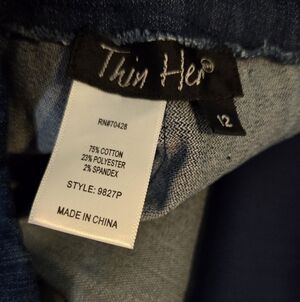 Thin Her®
12
RN#70428
75% COTTON
23% POLYESTER
2% SPANDEX
STYLE: 9827P
MADE IN CHINA